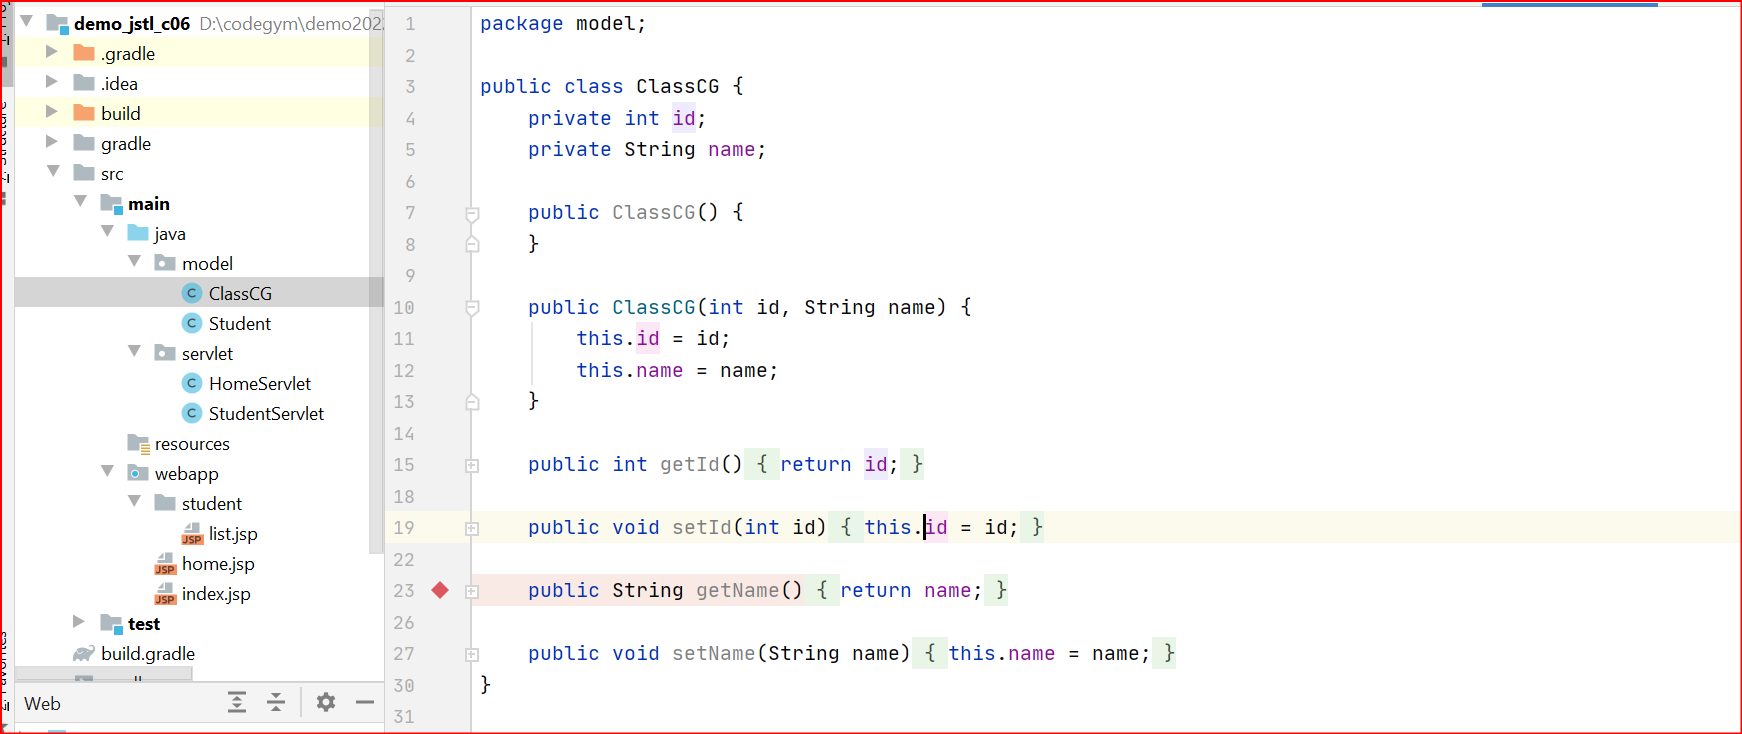 demo_jstl_c06 D:\codegym\demo202
.gradle
.idea
build
gradle
src
main
java
model
ClassCG
Student
servlet
HomeServlet
StudentServlet
resources
webapp
student
list.jsp
home.jsp
index.jsp
test
build.gradle
Web
1 package model;
2
3 public class ClassCG {
4 private int id;
5 private String name;
6
7 public ClassCG() {
8 }
9
10 public ClassCG(int id, String name) {
11 this.id = id;
12 this.name = name;
13 }
14
15 public int getId() { return id; }
18
19 public void setId(int id) { this.id = id; }
22
23 public String getName() { return name; }
26
27 public void setName(String name) { this.name = name; }
30 }
31